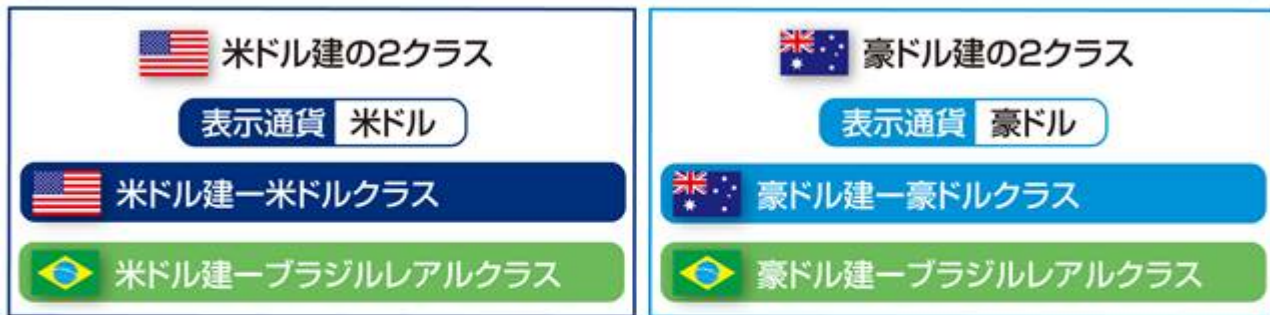 米ドル建の2クラス
表示通貨 米ドル
米ドル建ー米ドルクラス
米ドル建ーブラジルレアルクラス
豪ドル建の2クラス
表示通貨 豪ドル
豪ドル建ー豪ドルクラス
豪ドル建ーブラジルレアルクラス